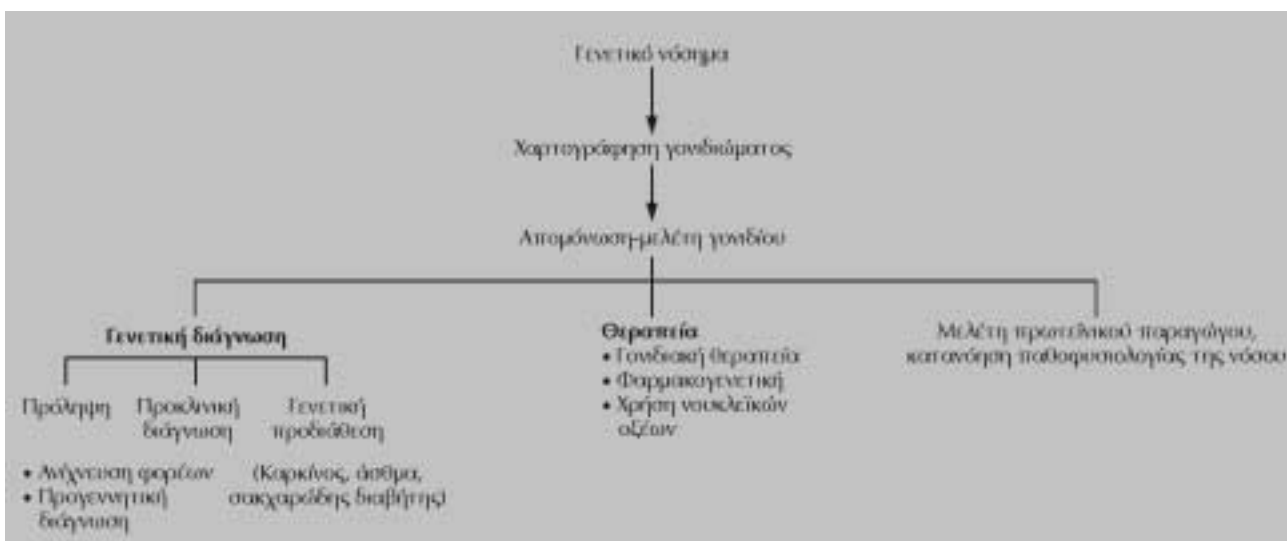 Γενετικό νόσημα
Χαρτογράφηση γονιδιώματος
Απομόνωση-μελέτη γονιδίου
Γενετική διάγνωση
Πρόληψη
Προκλινική
διάγνωση
Γενετική
προδιάθεση
• Ανίχνευση φορέων
• Προγεννητική
διάγνωση
(Καρκίνος, άσθμα,
σακχαρώδης διαβήτης)
Θεραπεία
• Γονιδιακή θεραπεία
• Φαρμακογενετική
• Χρήση νουκλεϊκών
οξέων
Μελέτη πρωτεϊνικού παραγώγου,
κατανόηση παθοφυσιολογίας της νόσου